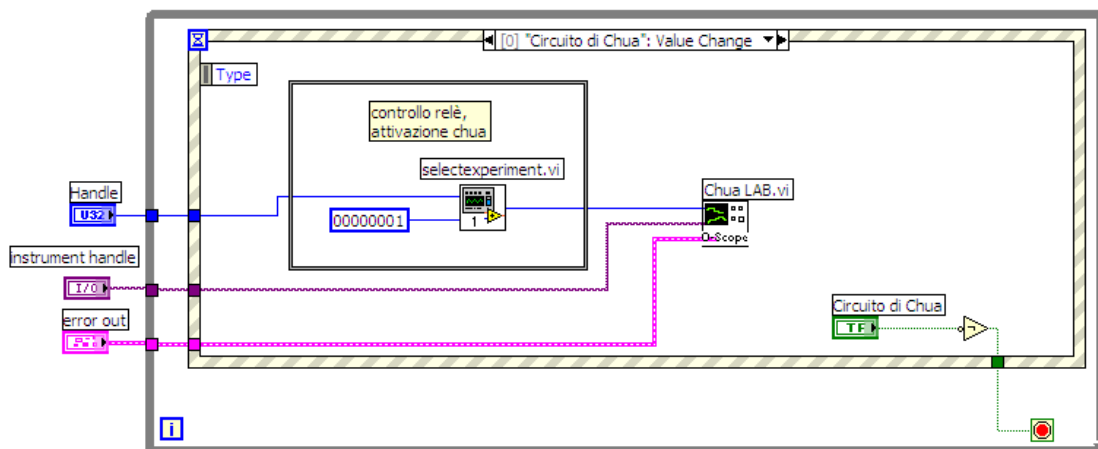 [0] "Circuito di Chua": Value Change
Type
controllo relè,
attivazione chua
selectexperiment.vi
Chua LAB.vi
Handle
U32
00000001
1
O-Scope
instrument handle
I/O
error out
Circuito di Chua
TF
i